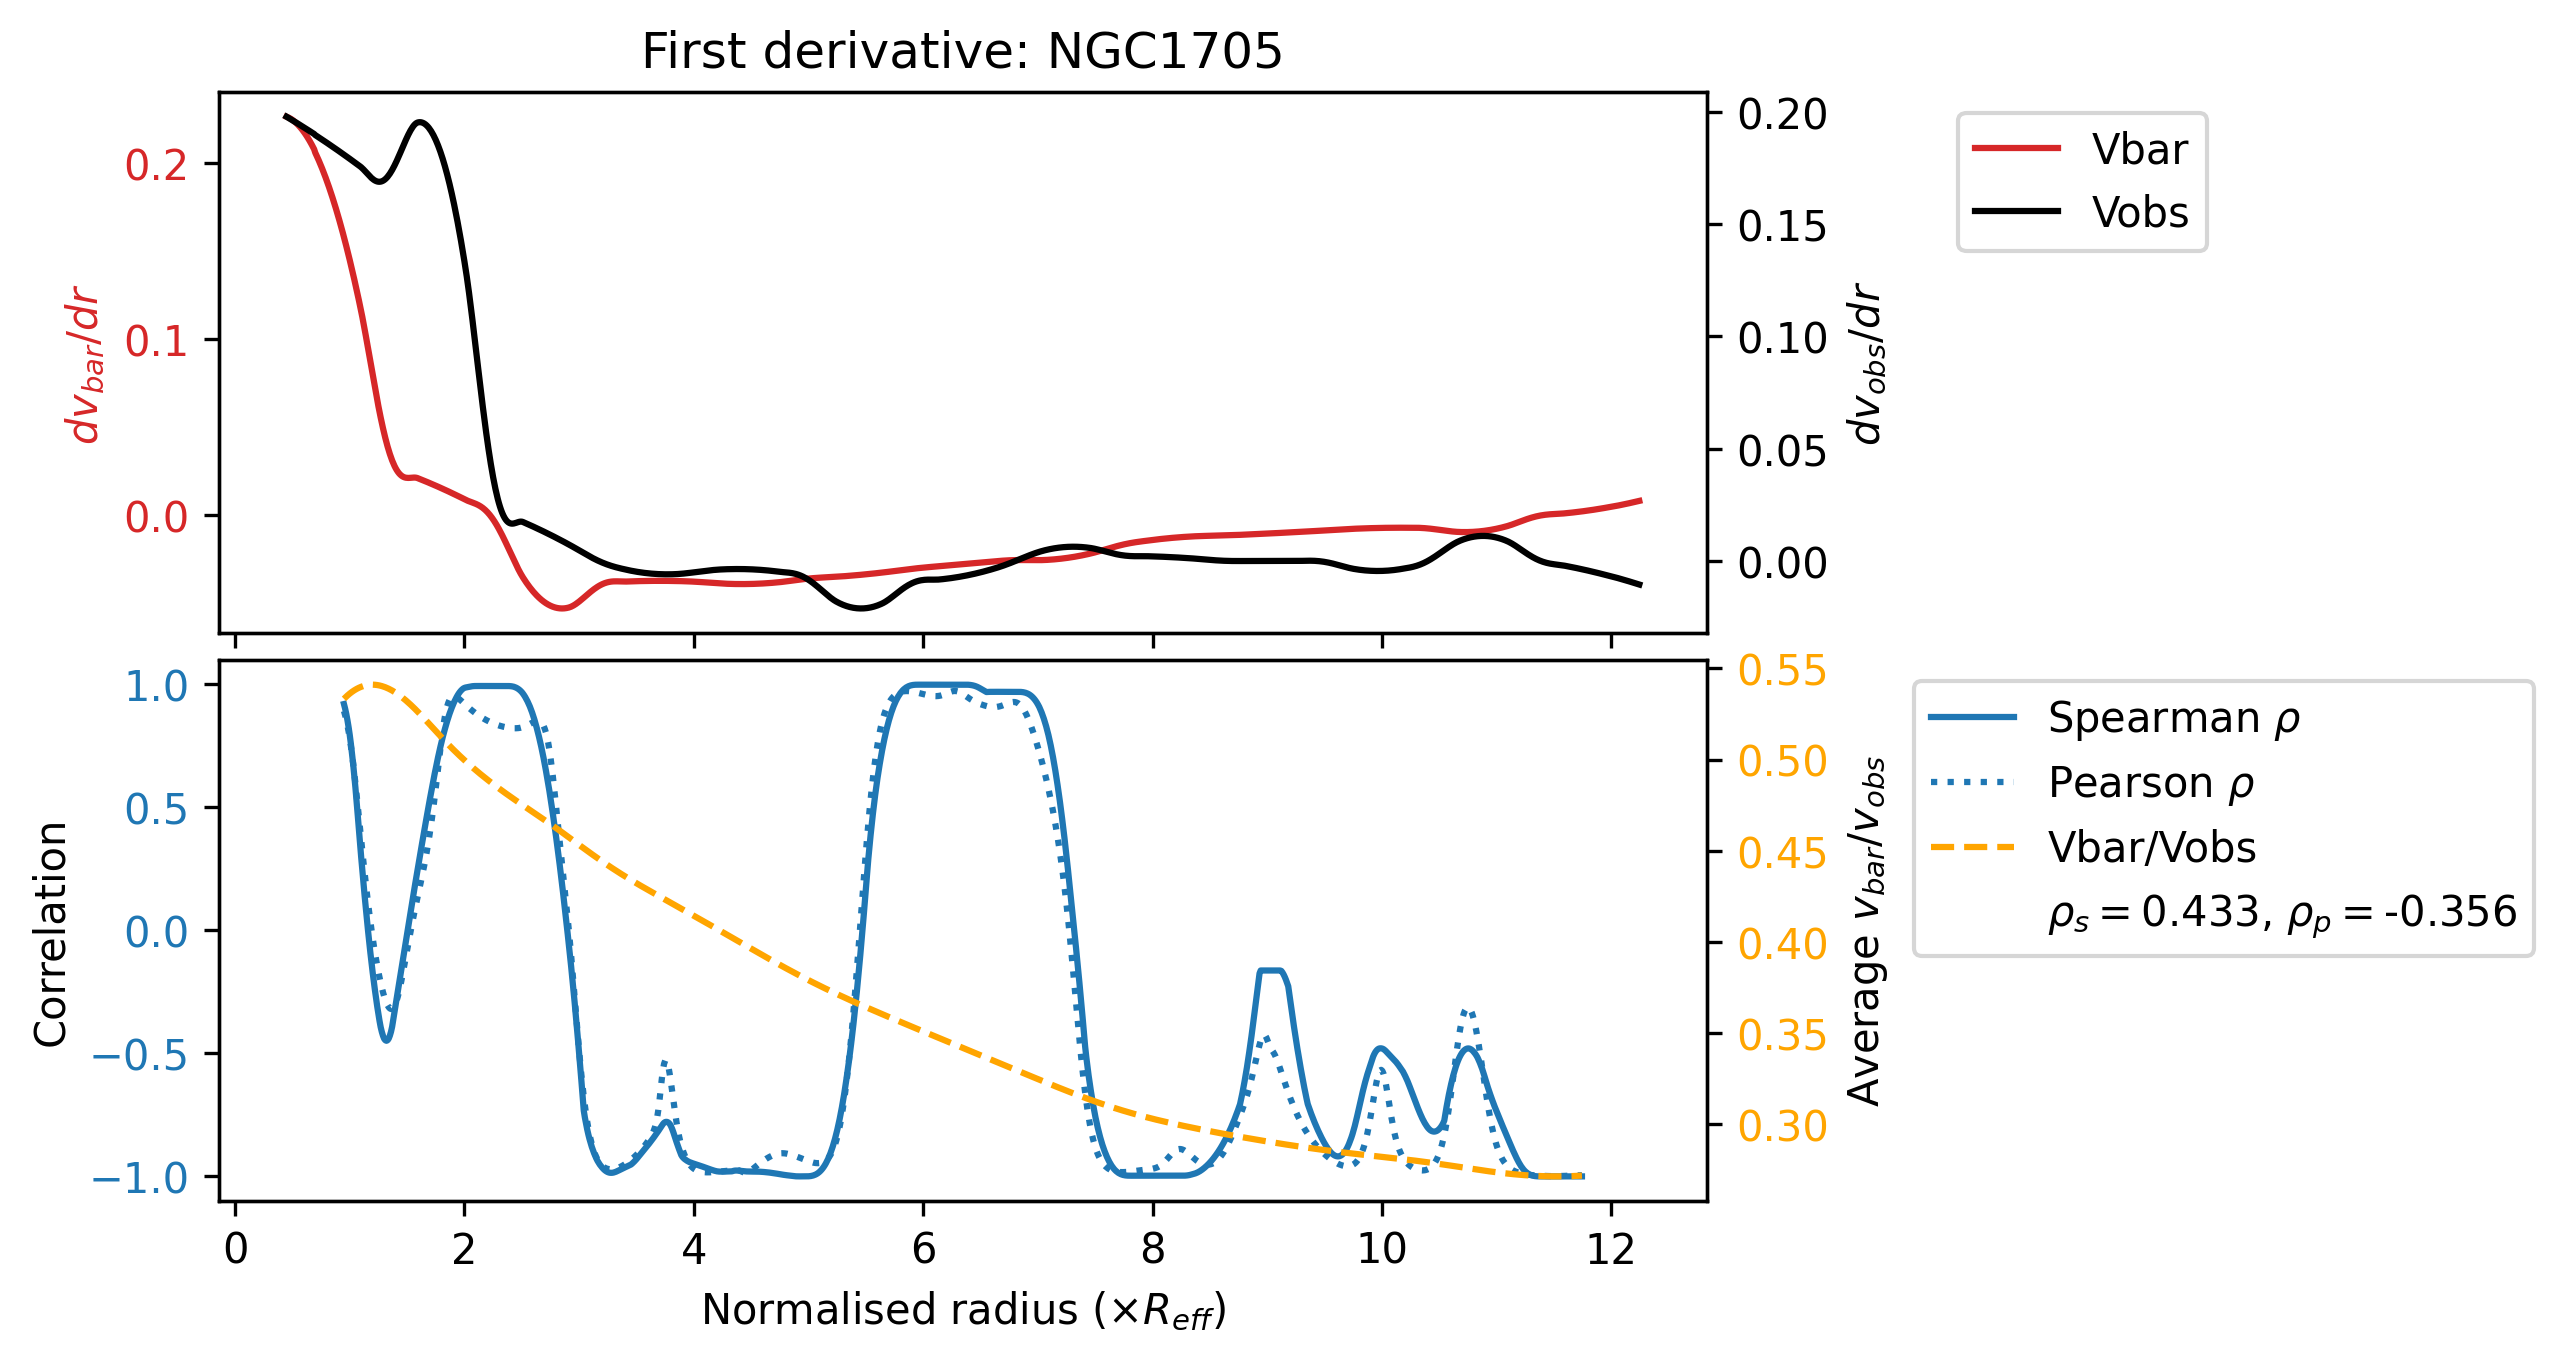 First derivative: NGC1705
0.2
0.1
0.0
dv_bar/dr
0.20
0.15
0.10
0.05
0.00
dv_obs/dr
Vbar
Vobs
1.0
0.5
0.0
−0.5
−1.0
Correlation
0.55
0.50
0.45
0.40
0.35
0.30
Average v_bar/v_obs
Spearman ρ
Pearson ρ
Vbar/Vobs
ρ_s = 0.433, ρ_p = -0.356
0 2 4 6 8 10 12
Normalised radius (×R_eff)